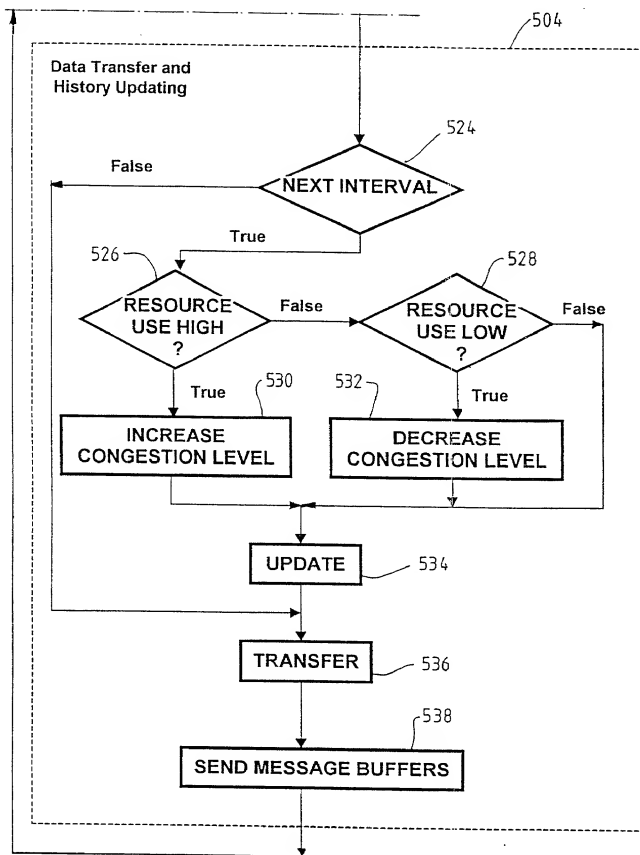 504
Data Transfer and
History Updating
524
False
NEXT INTERVAL
True
526
528
RESOURCE
USE HIGH
?
False
RESOURCE
USE LOW
?
False
True
530
532
True
INCREASE
CONGESTION LEVEL
DECREASE
CONGESTION LEVEL
UPDATE
534
TRANSFER
536
538
SEND MESSAGE BUFFERS